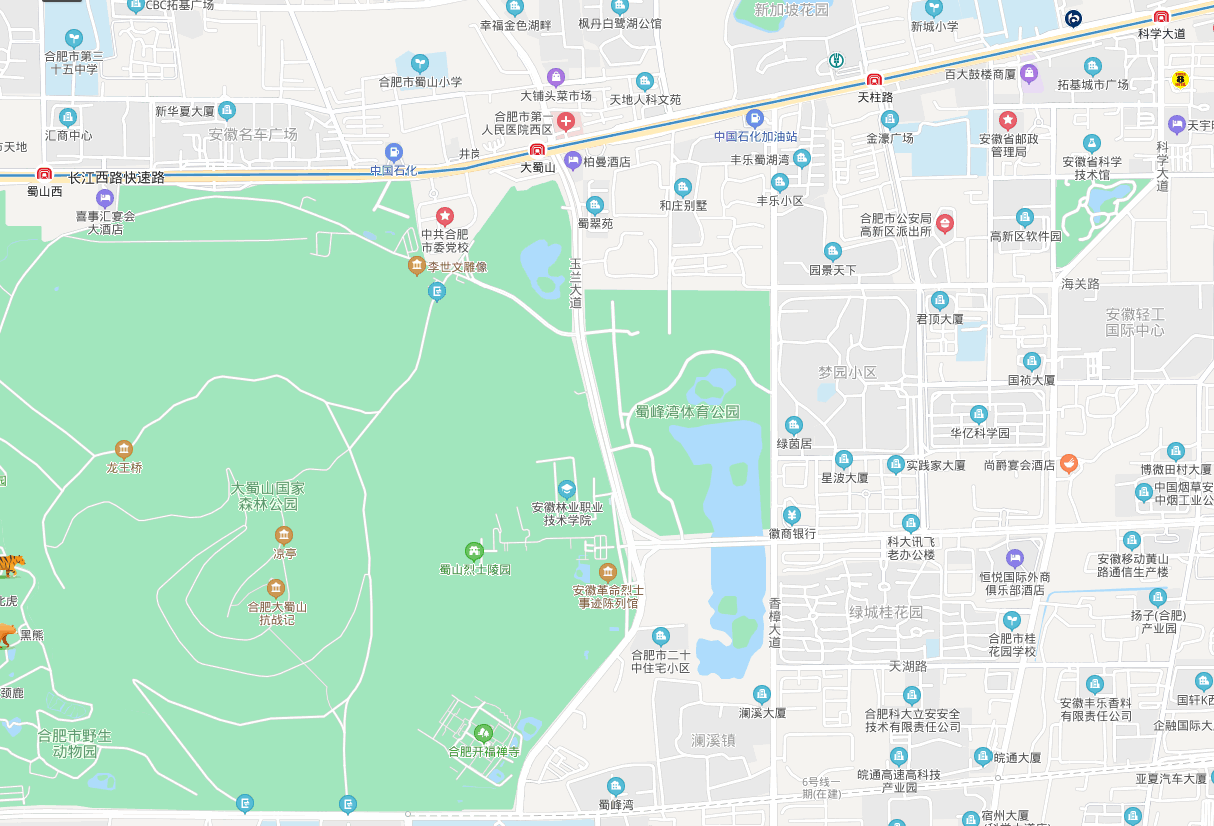 CBC拓基广场
幸福金色湖畔
枫丹白鹭湖公馆
新加坡花园
新城小学
科学大道
合肥市第三
十五中学
合肥市蜀山小学
大铺头菜市场
天地人科文苑
百大鼓楼商厦
拓基城市广场
天柱路
新华夏大厦
安徽名车广场
汇商中心
市天地
合肥市第一
人民医院西区
中国石化加油站
金濠广场
安徽省邮政
管理局
安徽省科学
技术馆
天宇
科学大道
井岗
中国石化
大蜀山
柏曼酒店
丰乐蜀湖湾
丰乐小区
和庄别墅
蜀山西
长江西路快速路
喜事汇宴会
大酒店
中共合肥
市委党校
蜀翠苑
合肥市公安局
高新区派出所
高新区软件园
李世文雕像
玉兰大道
园景天下
海关路
君顶大厦
安徽轻工
国际中心
梦园小区
国祯大厦
蜀峰湾体育公园
绿茵居
华亿科学园
龙王桥
星波大厦
实践家大厦
尚爵宴会酒店
博微田村大厦
大蜀山国家
森林公园
安徽林业职业
技术学院
中国烟草安
中烟工业公
园
徽商银行
科大讯飞
老办公楼
凉亭
蜀山烈士陵园
恒悦国际外商
俱乐部酒店
安徽移动黄山
路通信生产楼
安徽革命烈士
事迹陈列馆
合肥大蜀山
抗战记
北虎
香樟大道
绿城桂花园
扬子(合肥)
产业园
黑熊
合肥市桂
花园学校
合肥市二十
中住宅小区
天湖路
颈鹿
澜溪大厦
合肥科大立安安全
技术有限责任公司
安徽丰乐香料
有限责任公司
国轩K西
企融国际大
合肥市野生
动物园
合肥开福禅寺
澜溪镇
皖通大厦
皖通高速高科技
产业园
亚夏汽车大厦
6号线一
期(在建)
蜀峰湾
宿州大厦